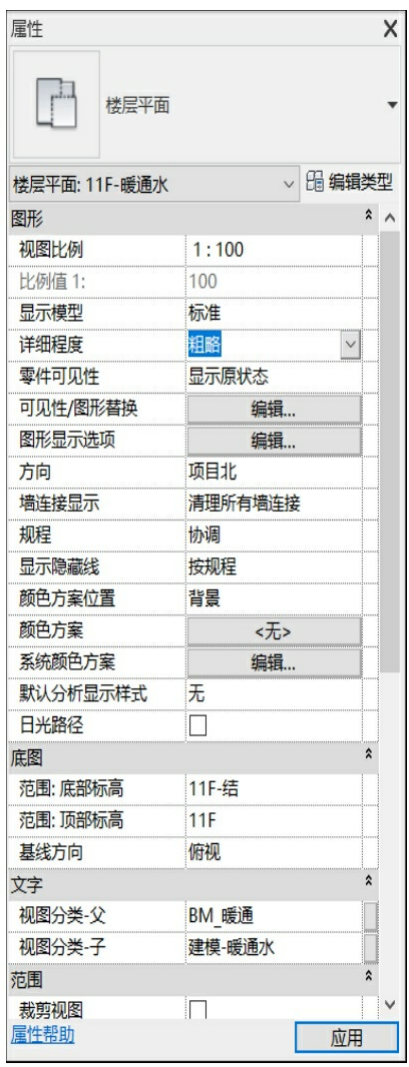 属性 X
楼层平面
楼层平面: 11F-暖通水 编辑类型
图形
视图比例 1 : 100
比例值 1: 100
显示模型 标准
详细程度 粗略
零件可见性 显示原状态
可见性/图形替换 编辑...
图形显示选项 编辑...
方向 项目北
墙连接显示 清理所有墙连接
规程 协调
显示隐藏线 按规程
颜色方案位置 背景
颜色方案 <无>
系统颜色方案 编辑...
默认分析显示样式 无
日光路径
底图
范围: 底部标高 11F-结
范围: 顶部标高 11F
基线方向 俯视
文字
视图分类-父 BM_暖通
视图分类-子 建模-暖通水
范围
裁剪视图
属性帮助 应用